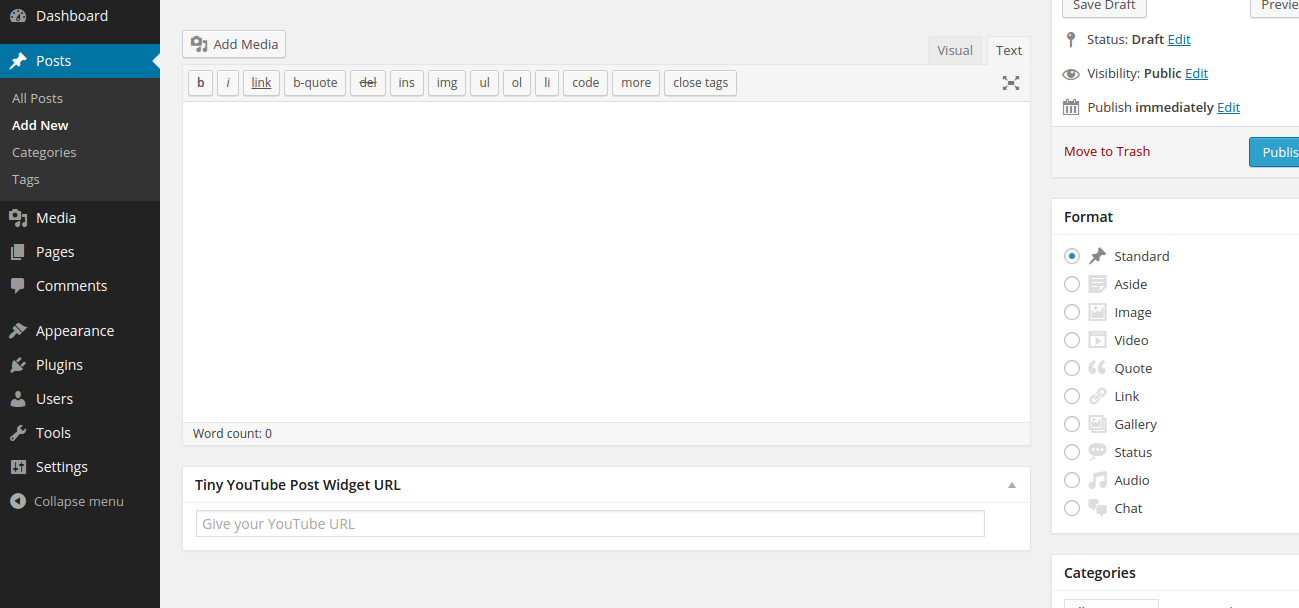 Dashboard
Posts
All Posts
Add New
Categories
Tags
Media
Pages
Comments
Appearance
Plugins
Users
Tools
Settings
Collapse menu
Add Media
Visual Text
b i link b-quote del ins img ul ol li code more close tags
Word count: 0
Tiny YouTube Post Widget URL
Give your YouTube URL
Save Draft Previe
Status: Draft Edit
Visibility: Public Edit
Publish immediately Edit
Move to Trash Publis
Format
Standard
Aside
Image
Video
Quote
Link
Gallery
Status
Audio
Chat
Categories